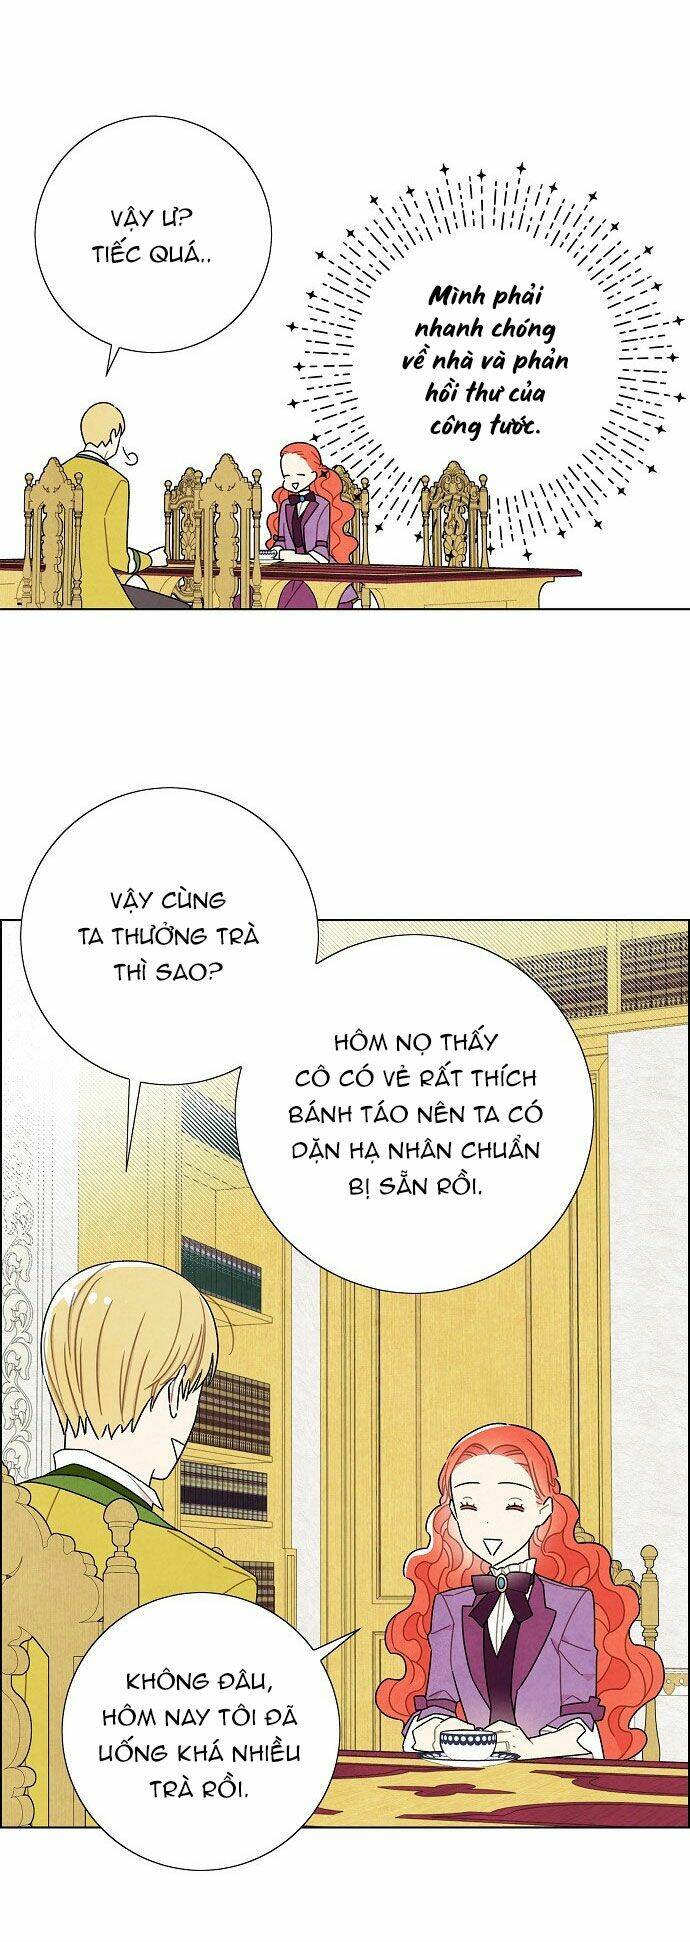 VẬY Ư?
TIẾC QUÁ..
Mình phải
nhanh chóng
về nhà và phản
hồi thư của
công tước.
VẬY CÙNG
TA THƯỞNG TRÀ
THÌ SAO?
HÔM NỌ THẤY
CÔ CÓ VẺ RẤT THÍCH
BÁNH TÁO NÊN TA CÓ
DẶN HẠ NHÂN CHUẨN
BỊ SẴN RỒI.
KHÔNG ĐÂU,
HÔM NAY TÔI ĐÃ
UỐNG KHÁ NHIỀU
TRÀ RỒI.